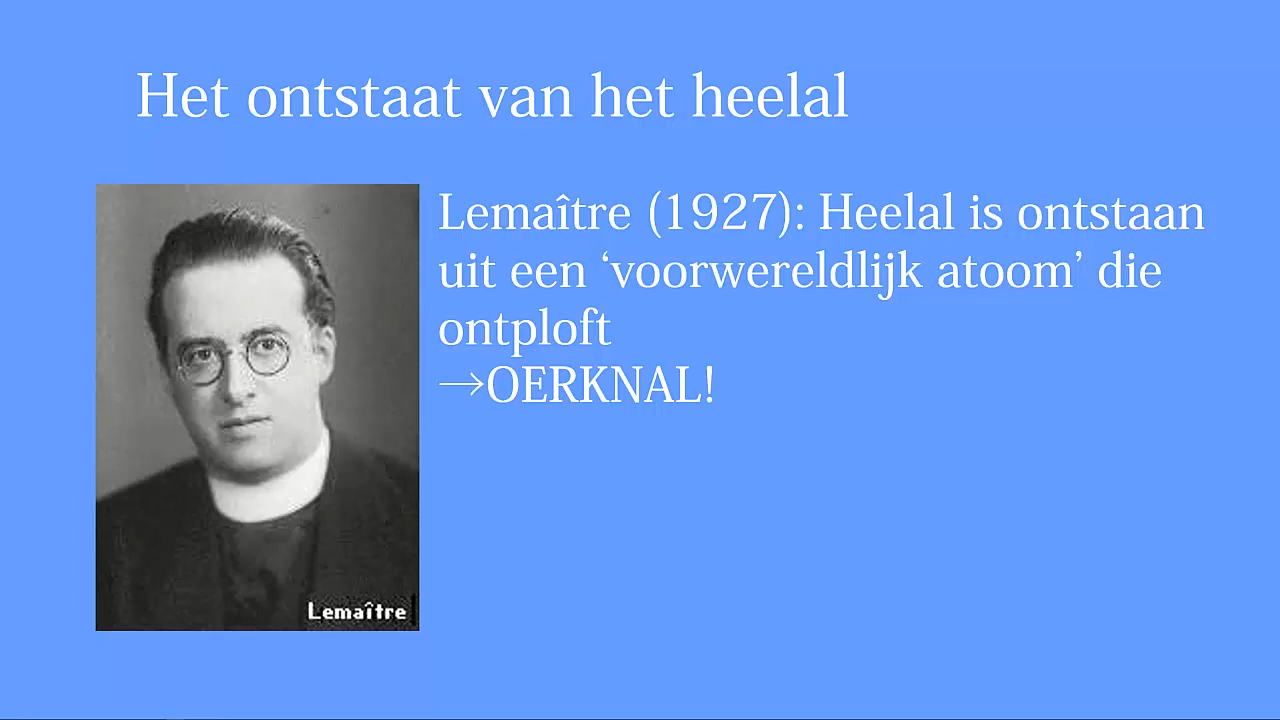 Het ontstaat van het heelal
Lemaître (1927): Heelal is ontstaan
uit een ‘voorwereldlijk atoom’ die
ontploft
→OERKNAL!
Lemaître